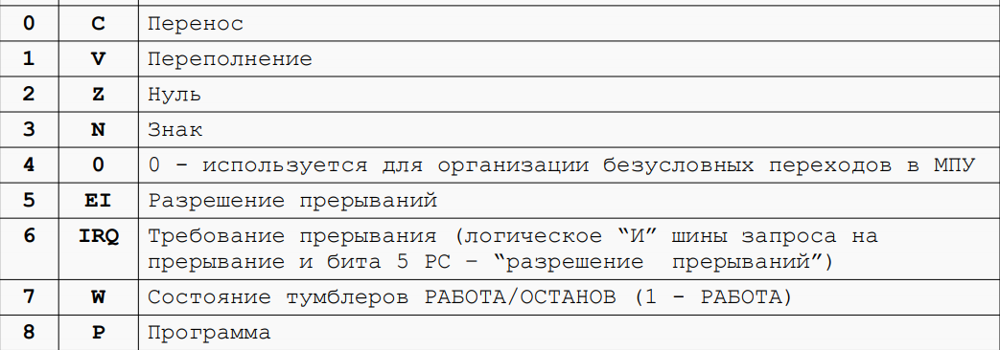 0 C Перенос
1 V Переполнение
2 Z Нуль
3 N Знак
4 0 0 - используется для организации безусловных переходов в МПУ
5 EI Разрешение прерываний
6 IRQ Требование прерывания (логическое “И” шины запроса на
прерывание и бита 5 РС – “разрешение прерываний”)
7 W Состояние тумблеров РАБОТА/ОСТАНОВ (1 - РАБОТА)
8 P Программа